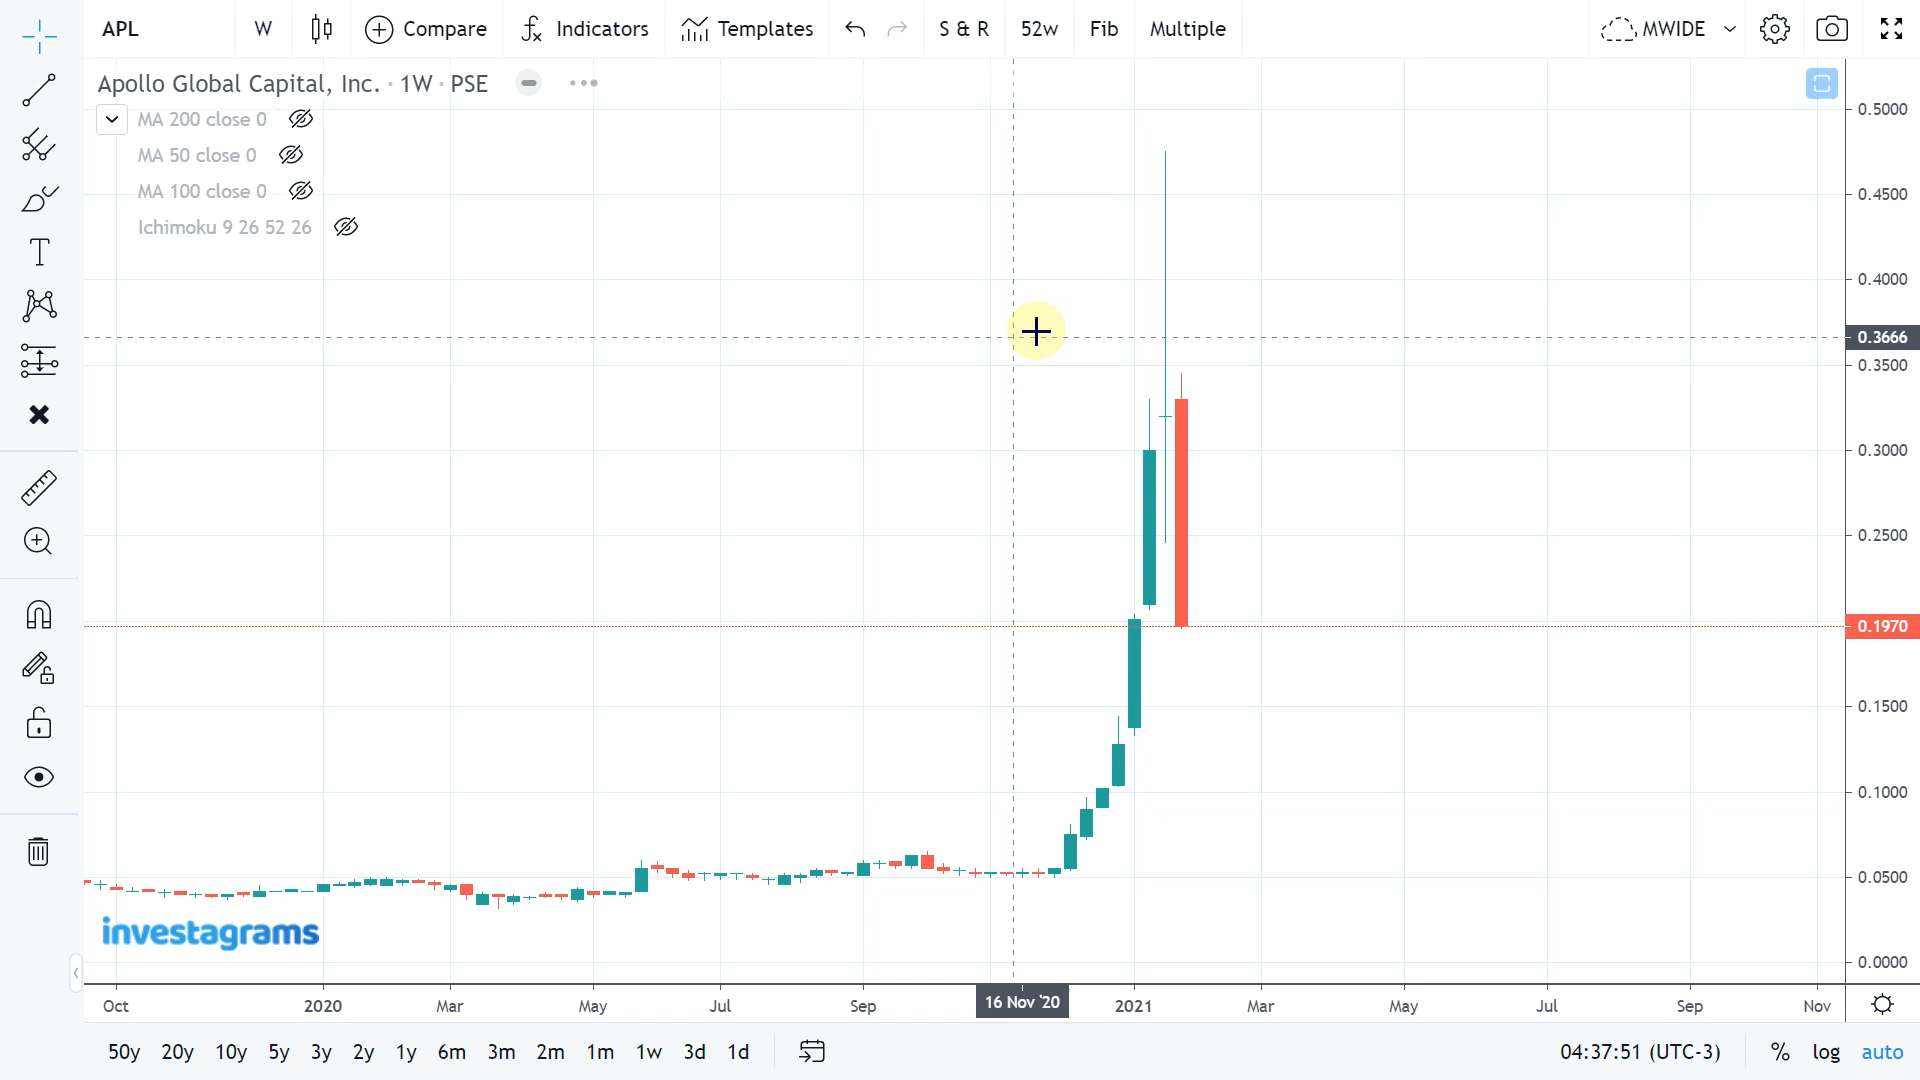 APL W Compare Indicators Templates S & R 52w Fib Multiple MWIDE
Apollo Global Capital, Inc. · 1W · PSE
MA 200 close 0
MA 50 close 0
MA 100 close 0
Ichimoku 9 26 52 26
0.5000
0.4500
0.4000
0.3666
0.3500
0.3000
0.2500
0.1970
0.1500
0.1000
0.0500
0.0000
investagrams
Oct 2020 Mar May Jul Sep 16 Nov '20 2021 Mar May Jul Sep Nov
50y 20y 10y 5y 3y 2y 1y 6m 3m 2m 1m 1w 3d 1d 04:37:51 (UTC-3) % log auto